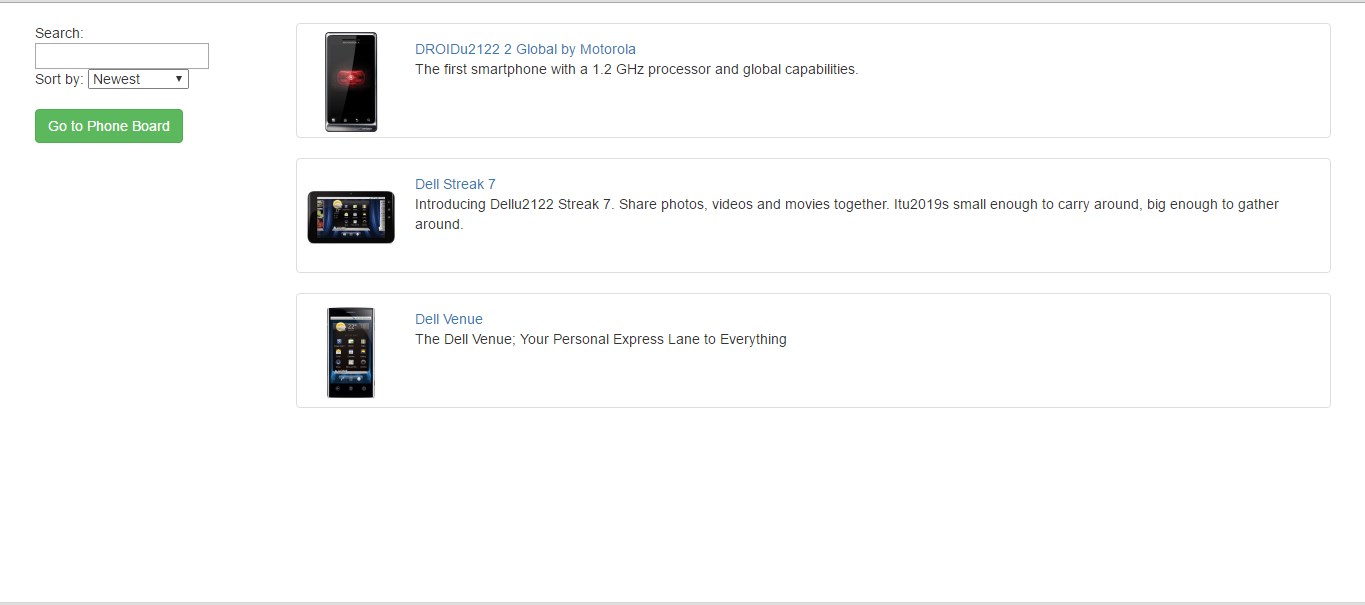 Search:
Sort by: Newest
Go to Phone Board
DROIDu2122 2 Global by Motorola
The first smartphone with a 1.2 GHz processor and global capabilities.
Dell Streak 7
Introducing Dellu2122 Streak 7. Share photos, videos and movies together. Itu2019s small enough to carry around, big enough to gather
around.
Dell Venue
The Dell Venue; Your Personal Express Lane to Everything